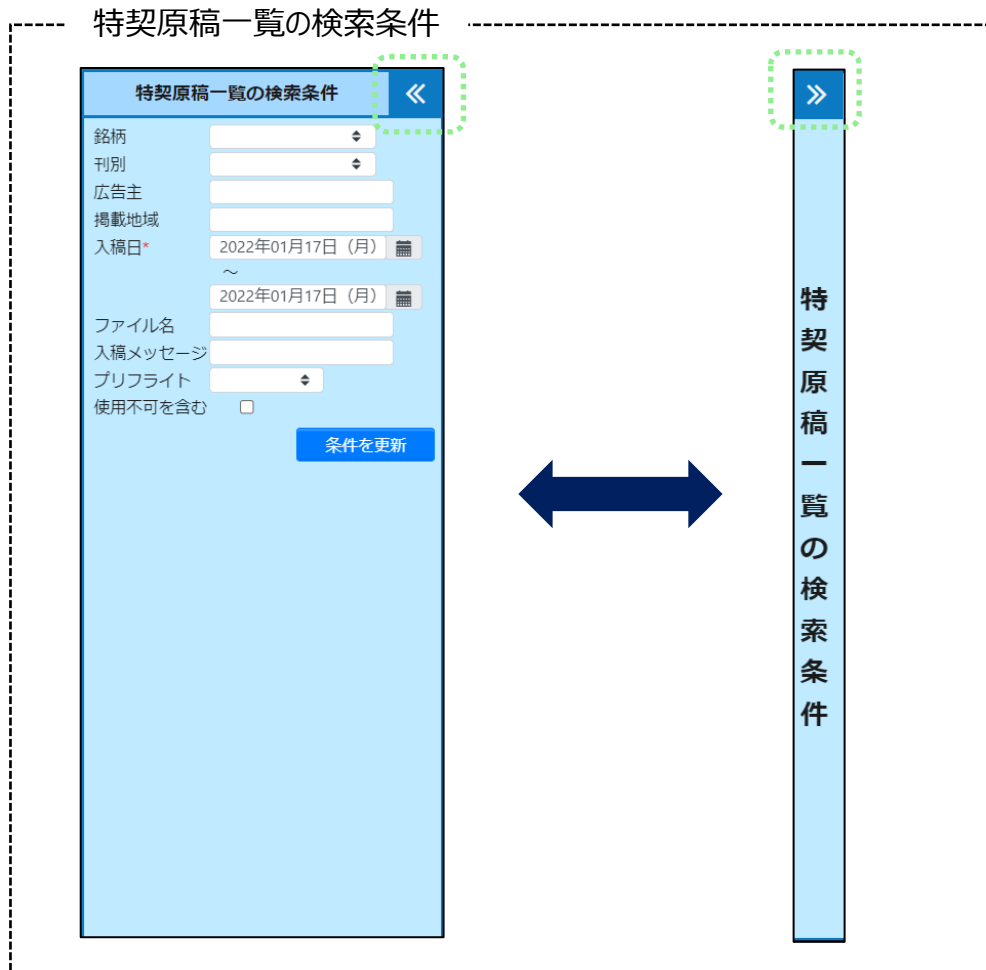 特契原稿一覧の検索条件
特契原稿一覧の検索条件
銘柄
刊別
広告主
掲載地域
入稿日* 2022年01月17日（月）
～
2022年01月17日（月）
ファイル名
入稿メッセージ
プリフライト
使用不可を含む
条件を更新
特契原稿一覧の検索条件